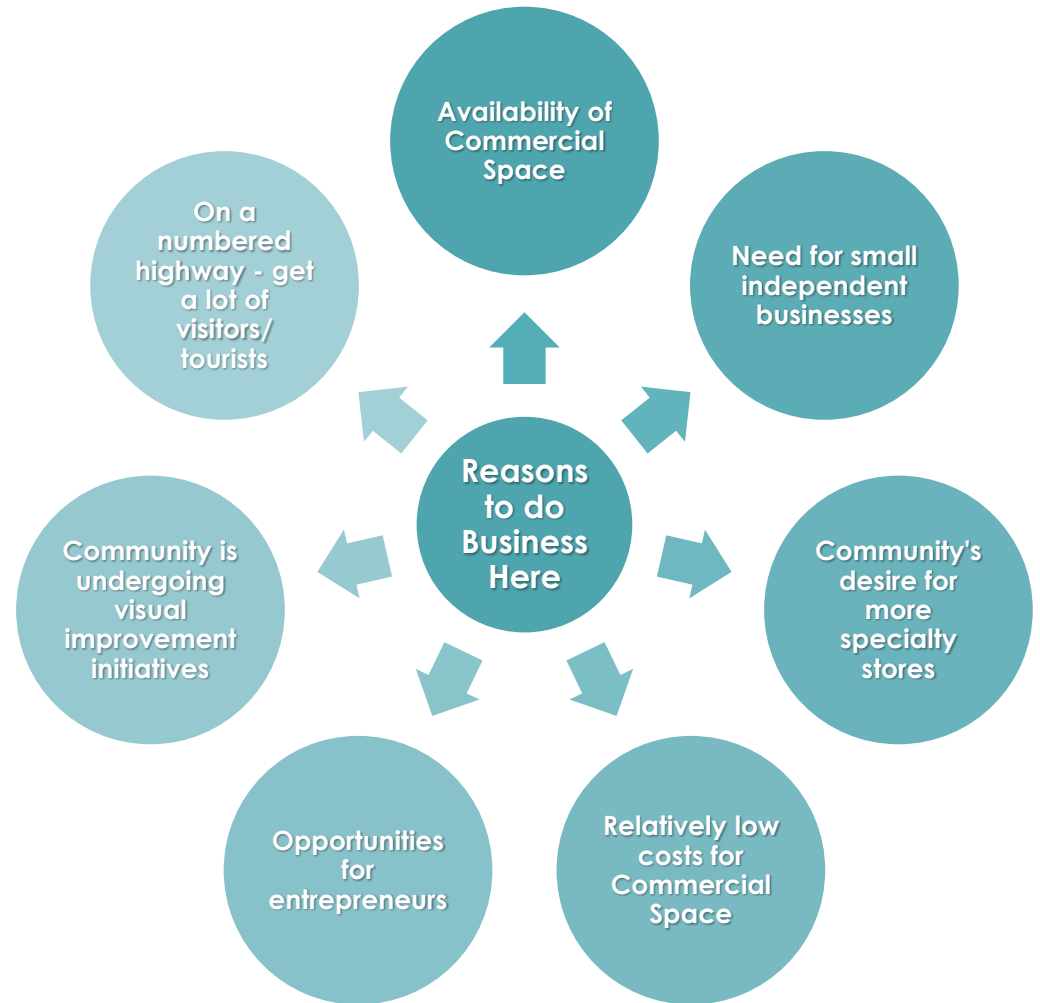 Availability of
Commercial
Space
Need for small
independent
businesses
Community's
desire for
more
specialty
stores
Relatively low
costs for
Commercial
Space
Opportunities
for
entrepreneurs
Community is
undergoing
visual
improvement
initiatives
On a
numbered
highway - get
a lot of
visitors/
tourists
Reasons
to do
Business
Here